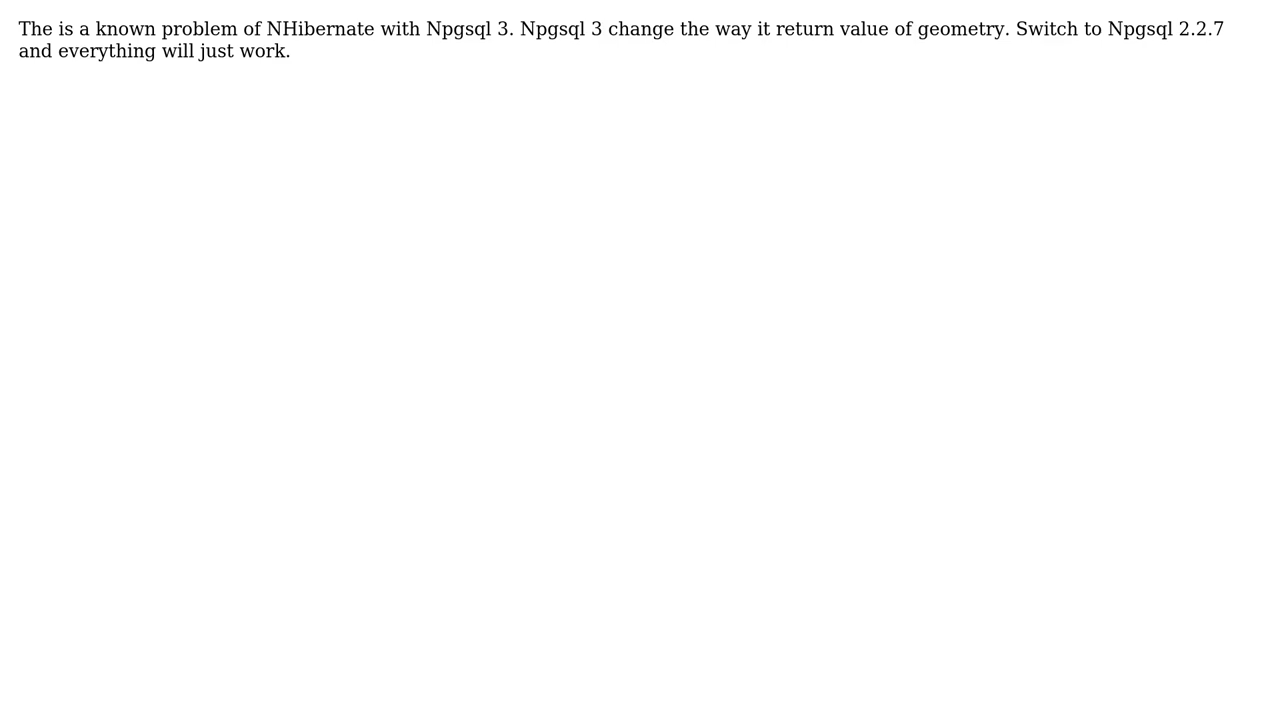 The is a known problem of NHibernate with Npgsql 3. Npgsql 3 change the way it return value of geometry. Switch to Npgsql 2.2.7
and everything will just work.